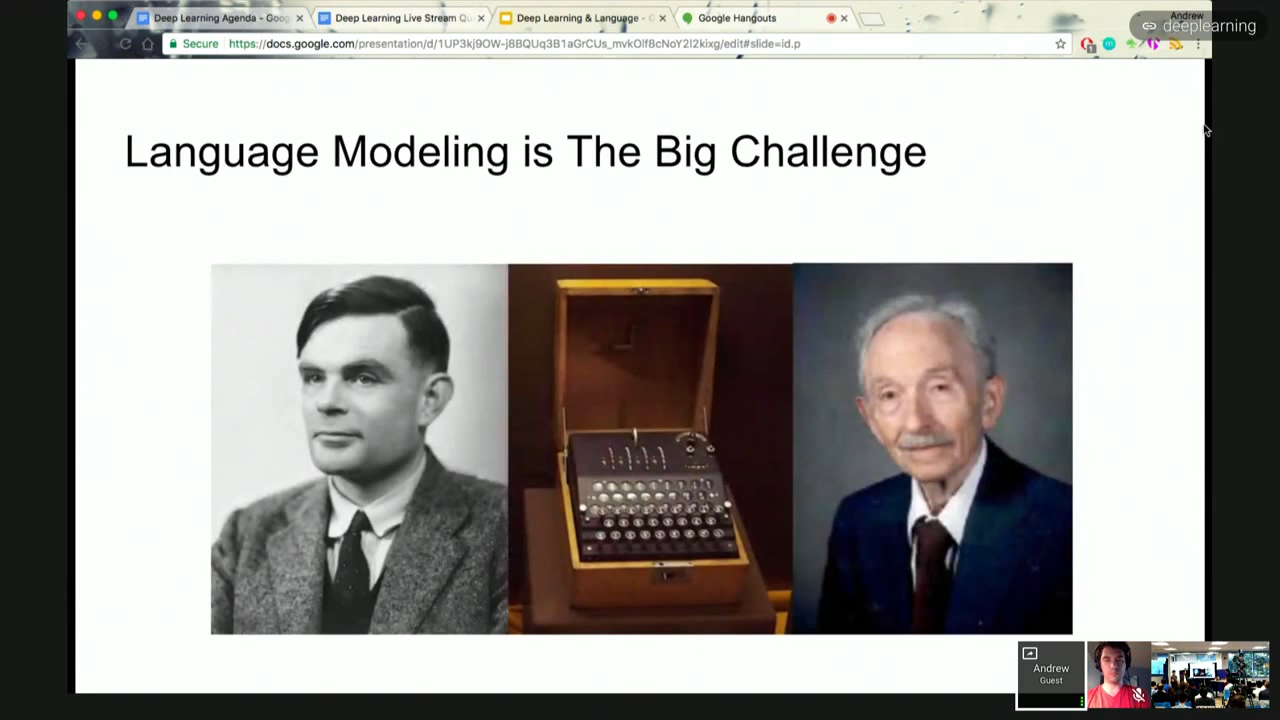 Deep Learning Agenda - Goog
Deep Learning Live Stream Qu
Deep Learning & Language - G
Google Hangouts
Andrew
deeplearning
Secure
https://docs.google.com/presentation/d/1UP3kj9OW-j8BQUq3B1aGrCUs_mvkOlf8cNoY2l2kixg/edit#slide=id.p
Language Modeling is The Big Challenge
Andrew
Guest